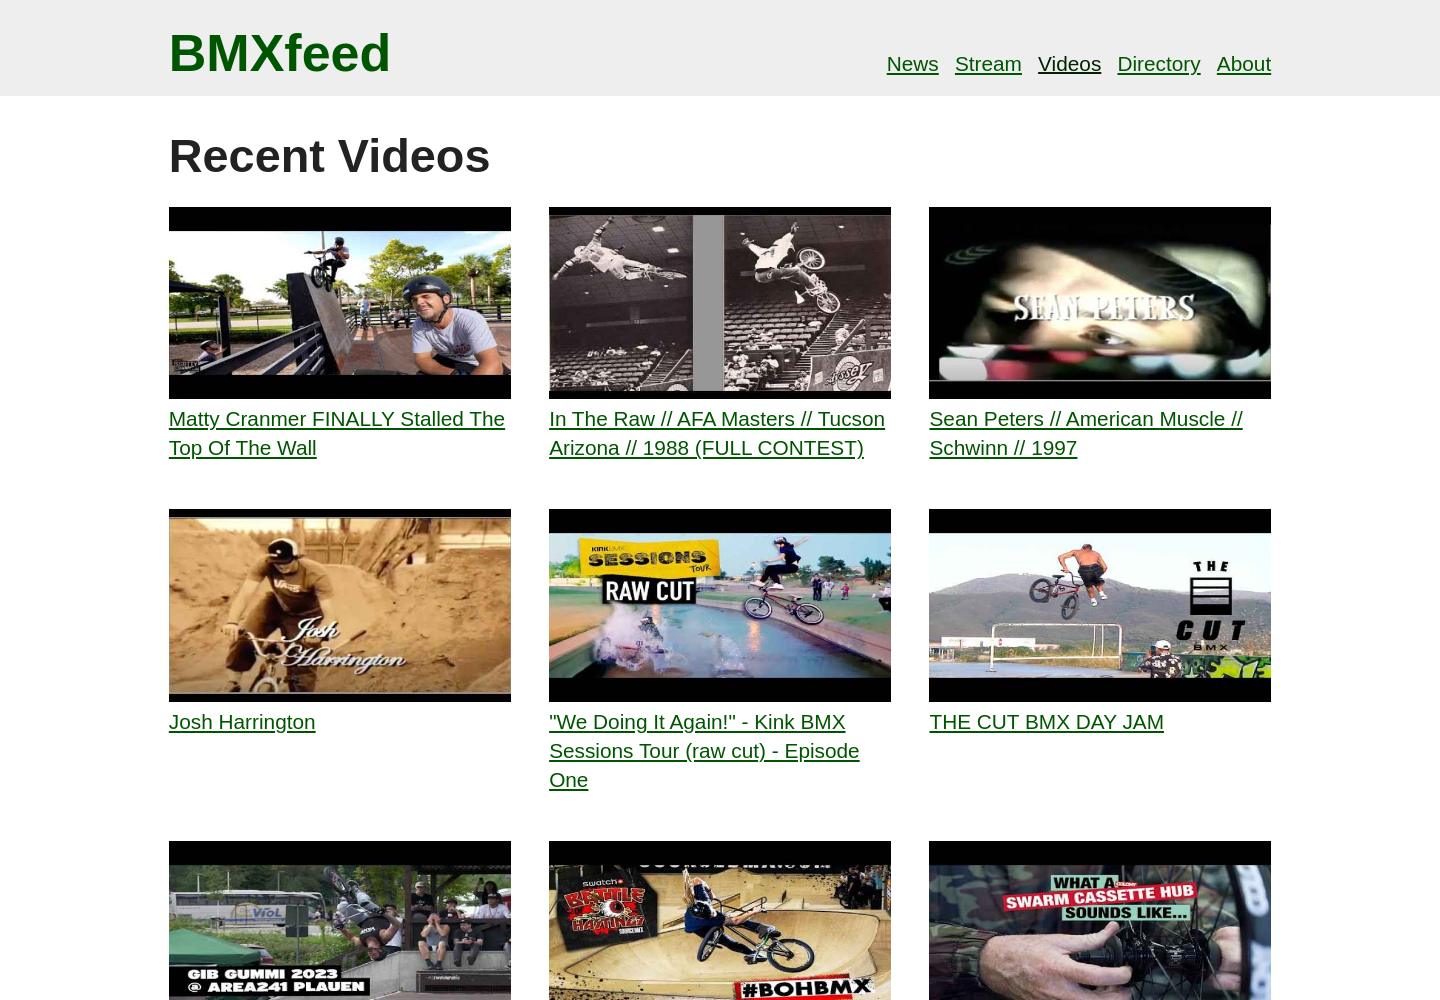 BMXfeed
News Stream Videos Directory About
Recent Videos
SEAN PETERS
Matty Cranmer FINALLY Stalled The
Top Of The Wall
In The Raw // AFA Masters // Tucson
Arizona // 1988 (FULL CONTEST)
Sean Peters // American Muscle //
Schwinn // 1997
Josh
Harrington
KINK BMX
SESSIONS
TOUR
RAW CUT
THE
CUT
BMX
Josh Harrington
"We Doing It Again!" - Kink BMX
Sessions Tour (raw cut) - Episode
One
THE CUT BMX DAY JAM
VioL
GIB GUMMI 2023
@ AREA241 PLAUEN
swatch
BATTLE
OF
HASTINGS
SOURCEBMX
#BOHBMX
WHAT A
SWARM CASSETTE HUB
SOUNDS LIKE...